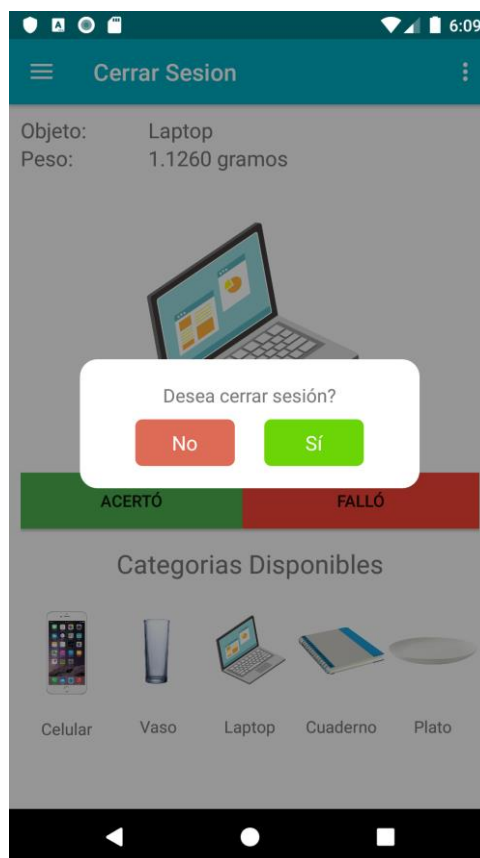 6:09
Cerrar Sesion
Objeto: Laptop
Peso: 1.1260 gramos
Desea cerrar sesión?
No Sí
ACERTÓ FALLÓ
Categorias Disponibles
Celular Vaso Laptop Cuaderno Plato